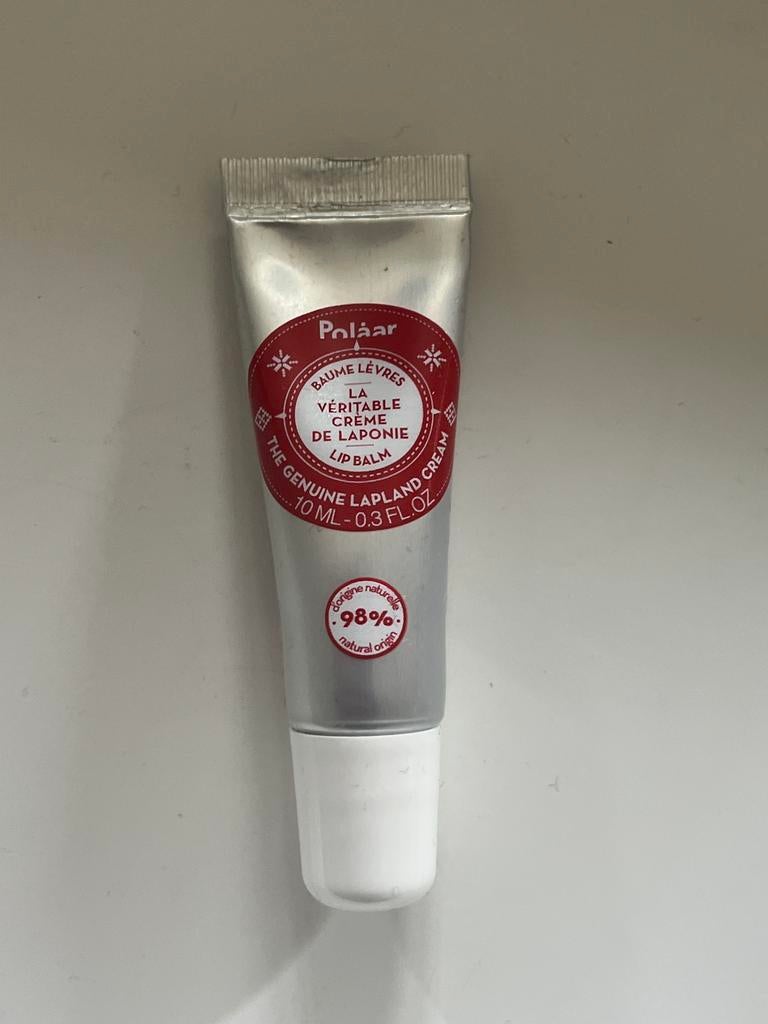 Polåar
BAUME LÈVRES
LA
VÉRITABLE
CRÈME
DE LAPONIE
LIP BALM
THE GENUINE LAPLAND CREAM
10 ML - 0.3 FL.OZ
d'origine naturelle
98%
natural origin